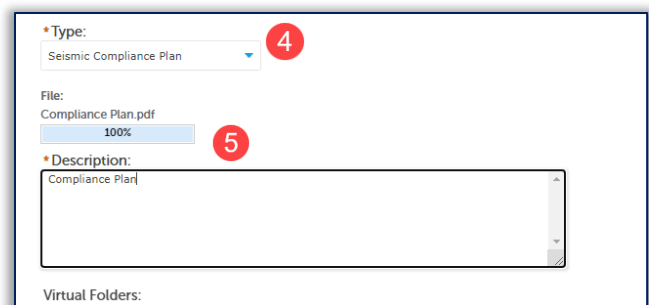 *Type:
4
Seismic Compliance Plan
File:
Compliance Plan.pdf
100%
5
*Description:
Compliance Plan
Virtual Folders: